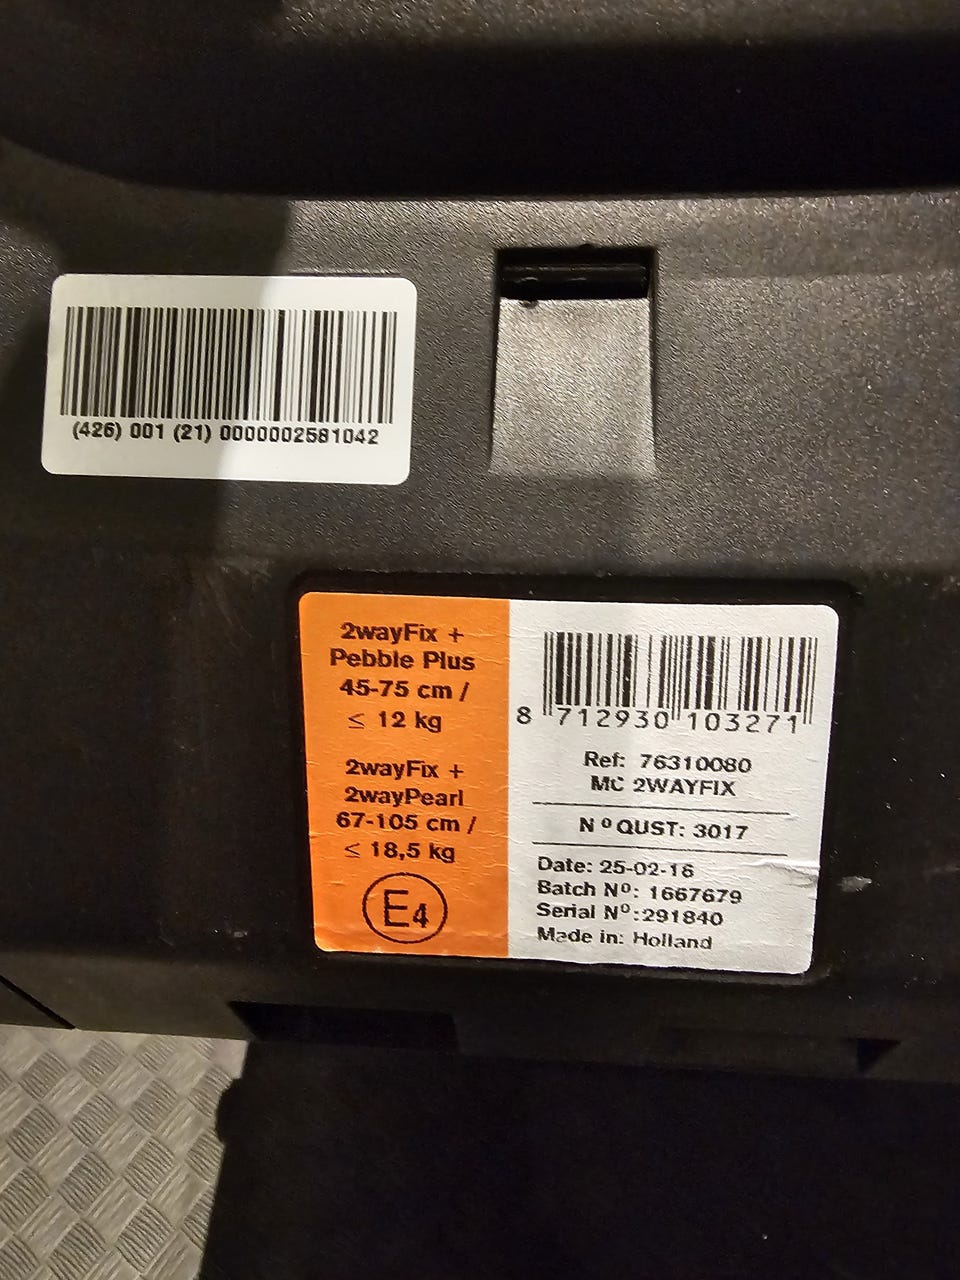 (426) 001 (21) 0000002581042
2wayFix +
Pebble Plus
45-75 cm /
≤ 12 kg
2wayFix +
2wayPearl
67-105 cm /
≤ 18,5 kg
E4
8 712930 103271
Ref: 76310080
MC 2WAYFIX
Nº QUST: 3017
Date: 25-02-16
Batch Nº: 1667679
Serial Nº:291840
Made in: Holland